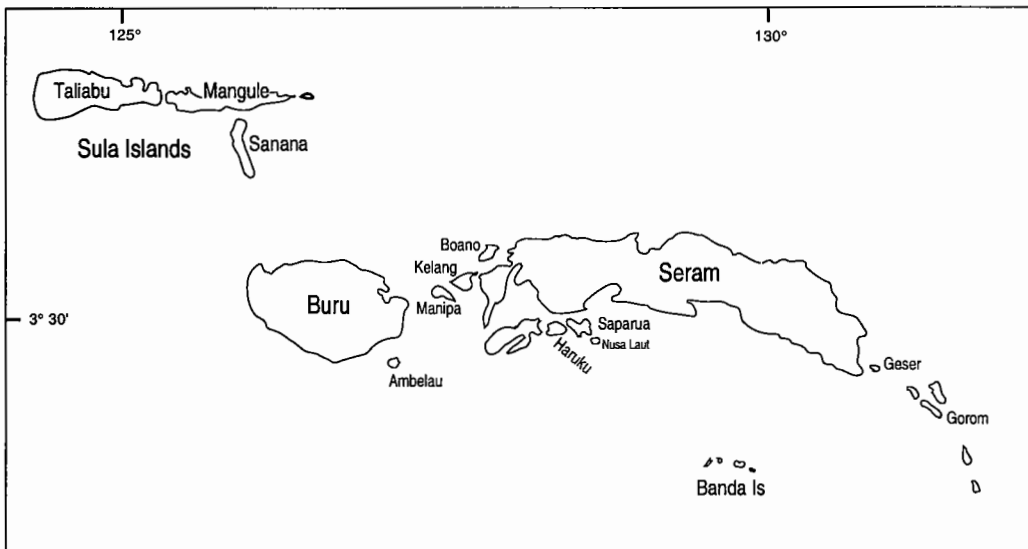 125°
130°
Taliabu
Mangule
Sanana
Sula Islands
Boano
Seram
Kelang
Buru
Manipa
3° 30'
Saparua
Nusa Laut
Haruku
Geser
Ambelau
Gorom
Banda Is